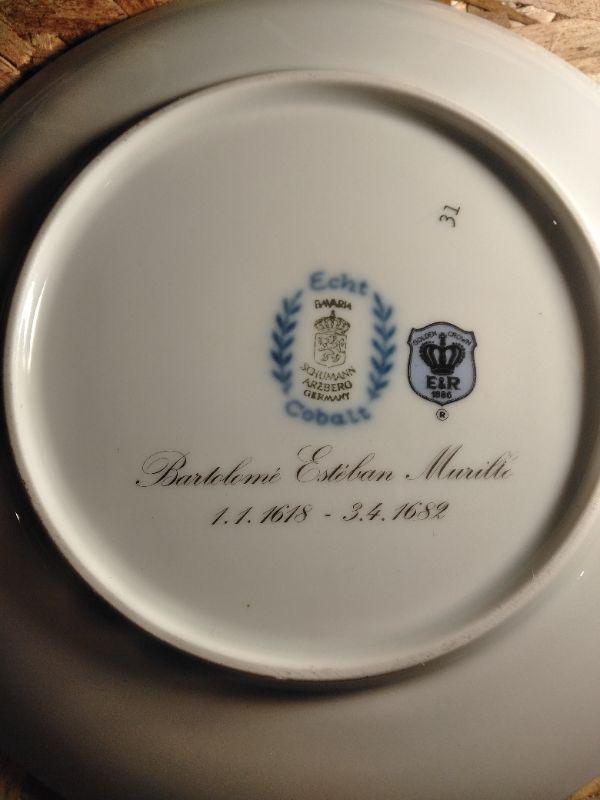 31
Echt
BAVARIA
SCHUMANN
ARZBERG
GERMANY
Cobalt
GOLDEN CROWN
E&R
1886
®
Bartolomé Estéban Murillo
1.1.1618 - 3.4.1682